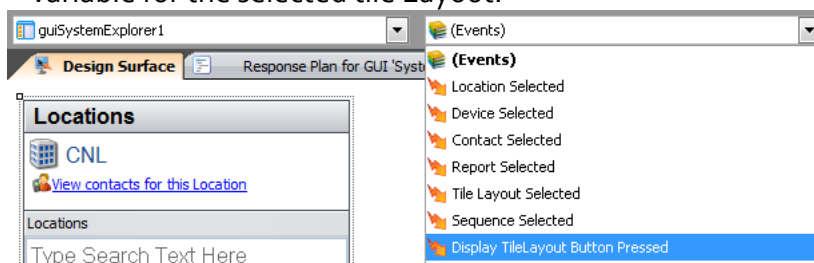 variable for the selected tile Layout.
guiSystemExplorer1
(Events)
Design Surface
Response Plan for GUI 'Syst
(Events)
Location Selected
Device Selected
Contact Selected
Report Selected
Tile Layout Selected
Sequence Selected
Display TileLayout Button Pressed
Locations
CNL
View contacts for this Location
Locations
Type Search Text Here